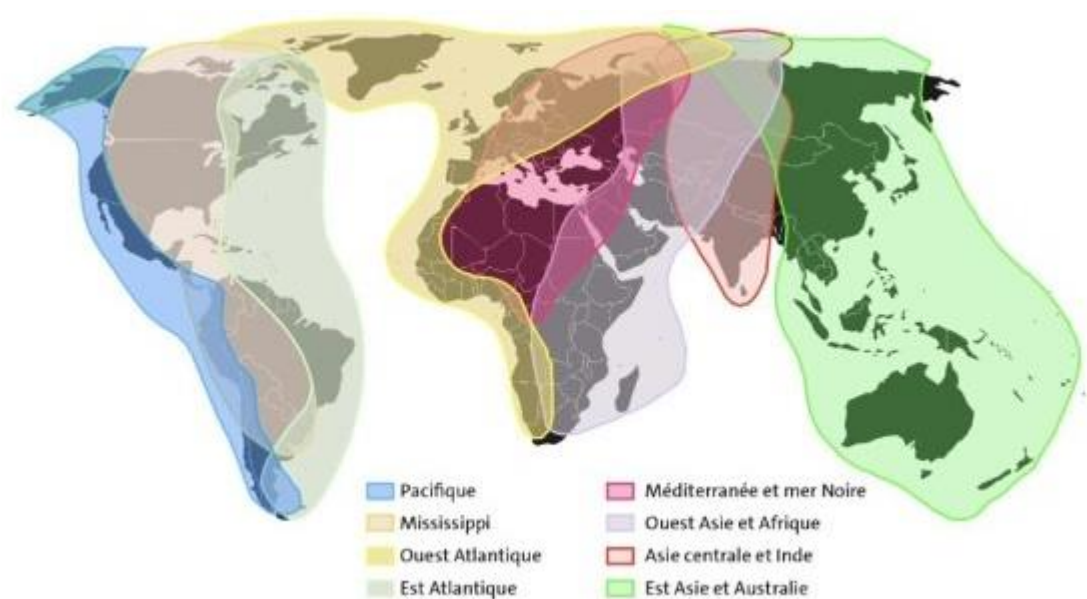 Pacifique
Mississippi
Ouest Atlantique
Est Atlantique
Méditerranée et mer Noire
Ouest Asie et Afrique
Asie centrale et Inde
Est Asie et Australie